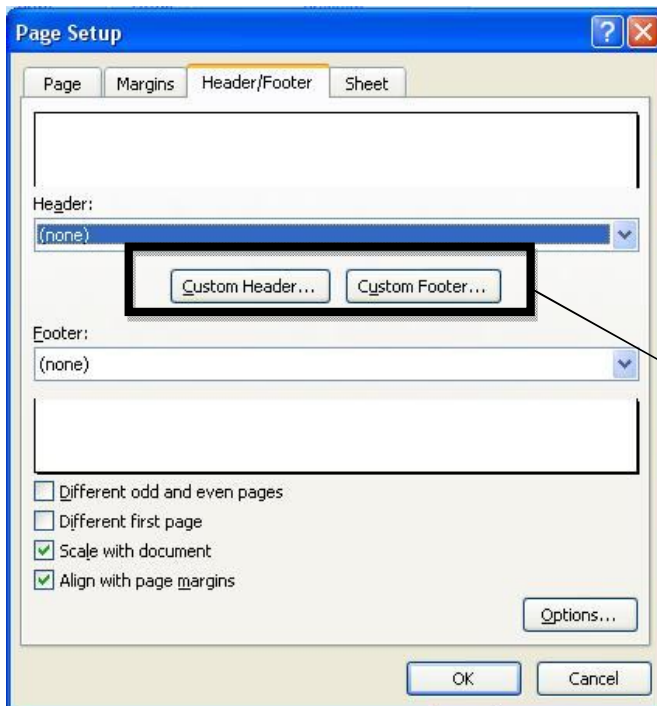 Page Setup
Page Margins Header/Footer Sheet
Header:
(none)
Custom Header... Custom Footer...
Footer:
(none)
Different odd and even pages
Different first page
Scale with document
Align with page margins
Options...
OK Cancel